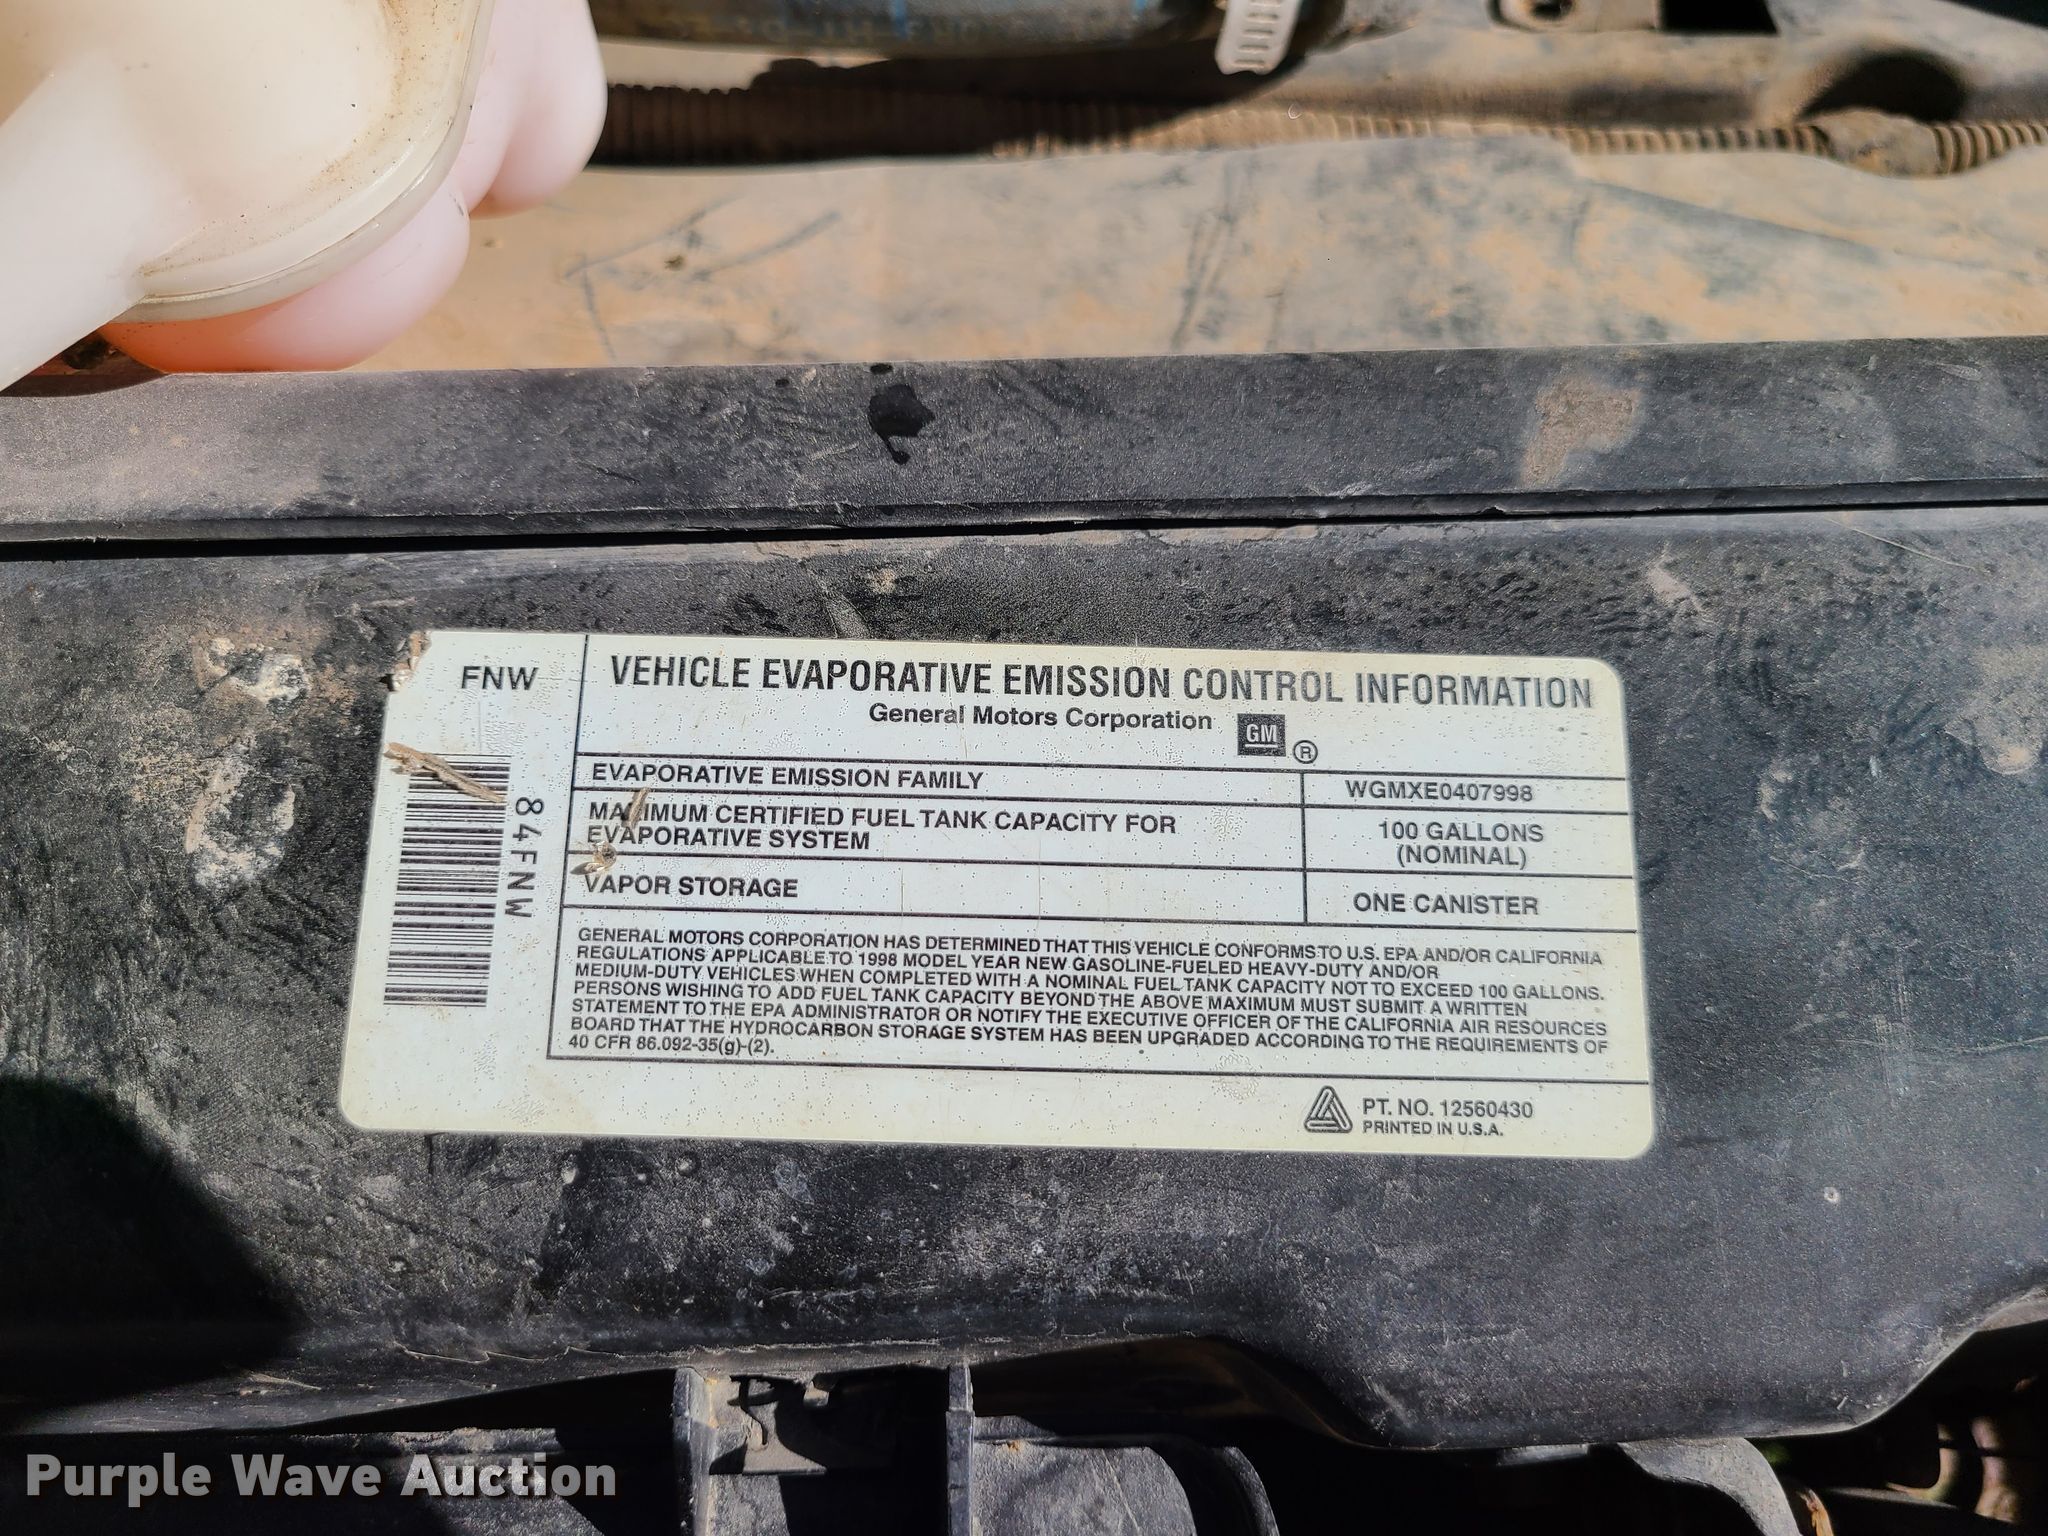 FNW
84FNW
VEHICLE EVAPORATIVE EMISSION CONTROL INFORMATION
General Motors Corporation
GM
®
EVAPORATIVE EMISSION FAMILY
WGMXE0407998
MAXIMUM CERTIFIED FUEL TANK CAPACITY FOR
EVAPORATIVE SYSTEM
100 GALLONS
(NOMINAL)
VAPOR STORAGE
ONE CANISTER
GENERAL MOTORS CORPORATION HAS DETERMINED THAT THIS VEHICLE CONFORMS TO U.S. EPA AND/OR CALIFORNIA
REGULATIONS APPLICABLE TO 1998 MODEL YEAR NEW GASOLINE-FUELED HEAVY-DUTY AND/OR
MEDIUM-DUTY VEHICLES WHEN COMPLETED WITH A NOMINAL FUEL TANK CAPACITY NOT TO EXCEED 100 GALLONS.
PERSONS WISHING TO ADD FUEL TANK CAPACITY BEYOND THE ABOVE MAXIMUM MUST SUBMIT A WRITTEN
STATEMENT TO THE EPA ADMINISTRATOR OR NOTIFY THE EXECUTIVE OFFICER OF THE CALIFORNIA AIR RESOURCES
BOARD THAT THE HYDROCARBON STORAGE SYSTEM HAS BEEN UPGRADED ACCORDING TO THE REQUIREMENTS OF
40 CFR 86.092-35(g)-(2).
PT. NO. 12560430
PRINTED IN U.S.A.
Purple Wave Auction